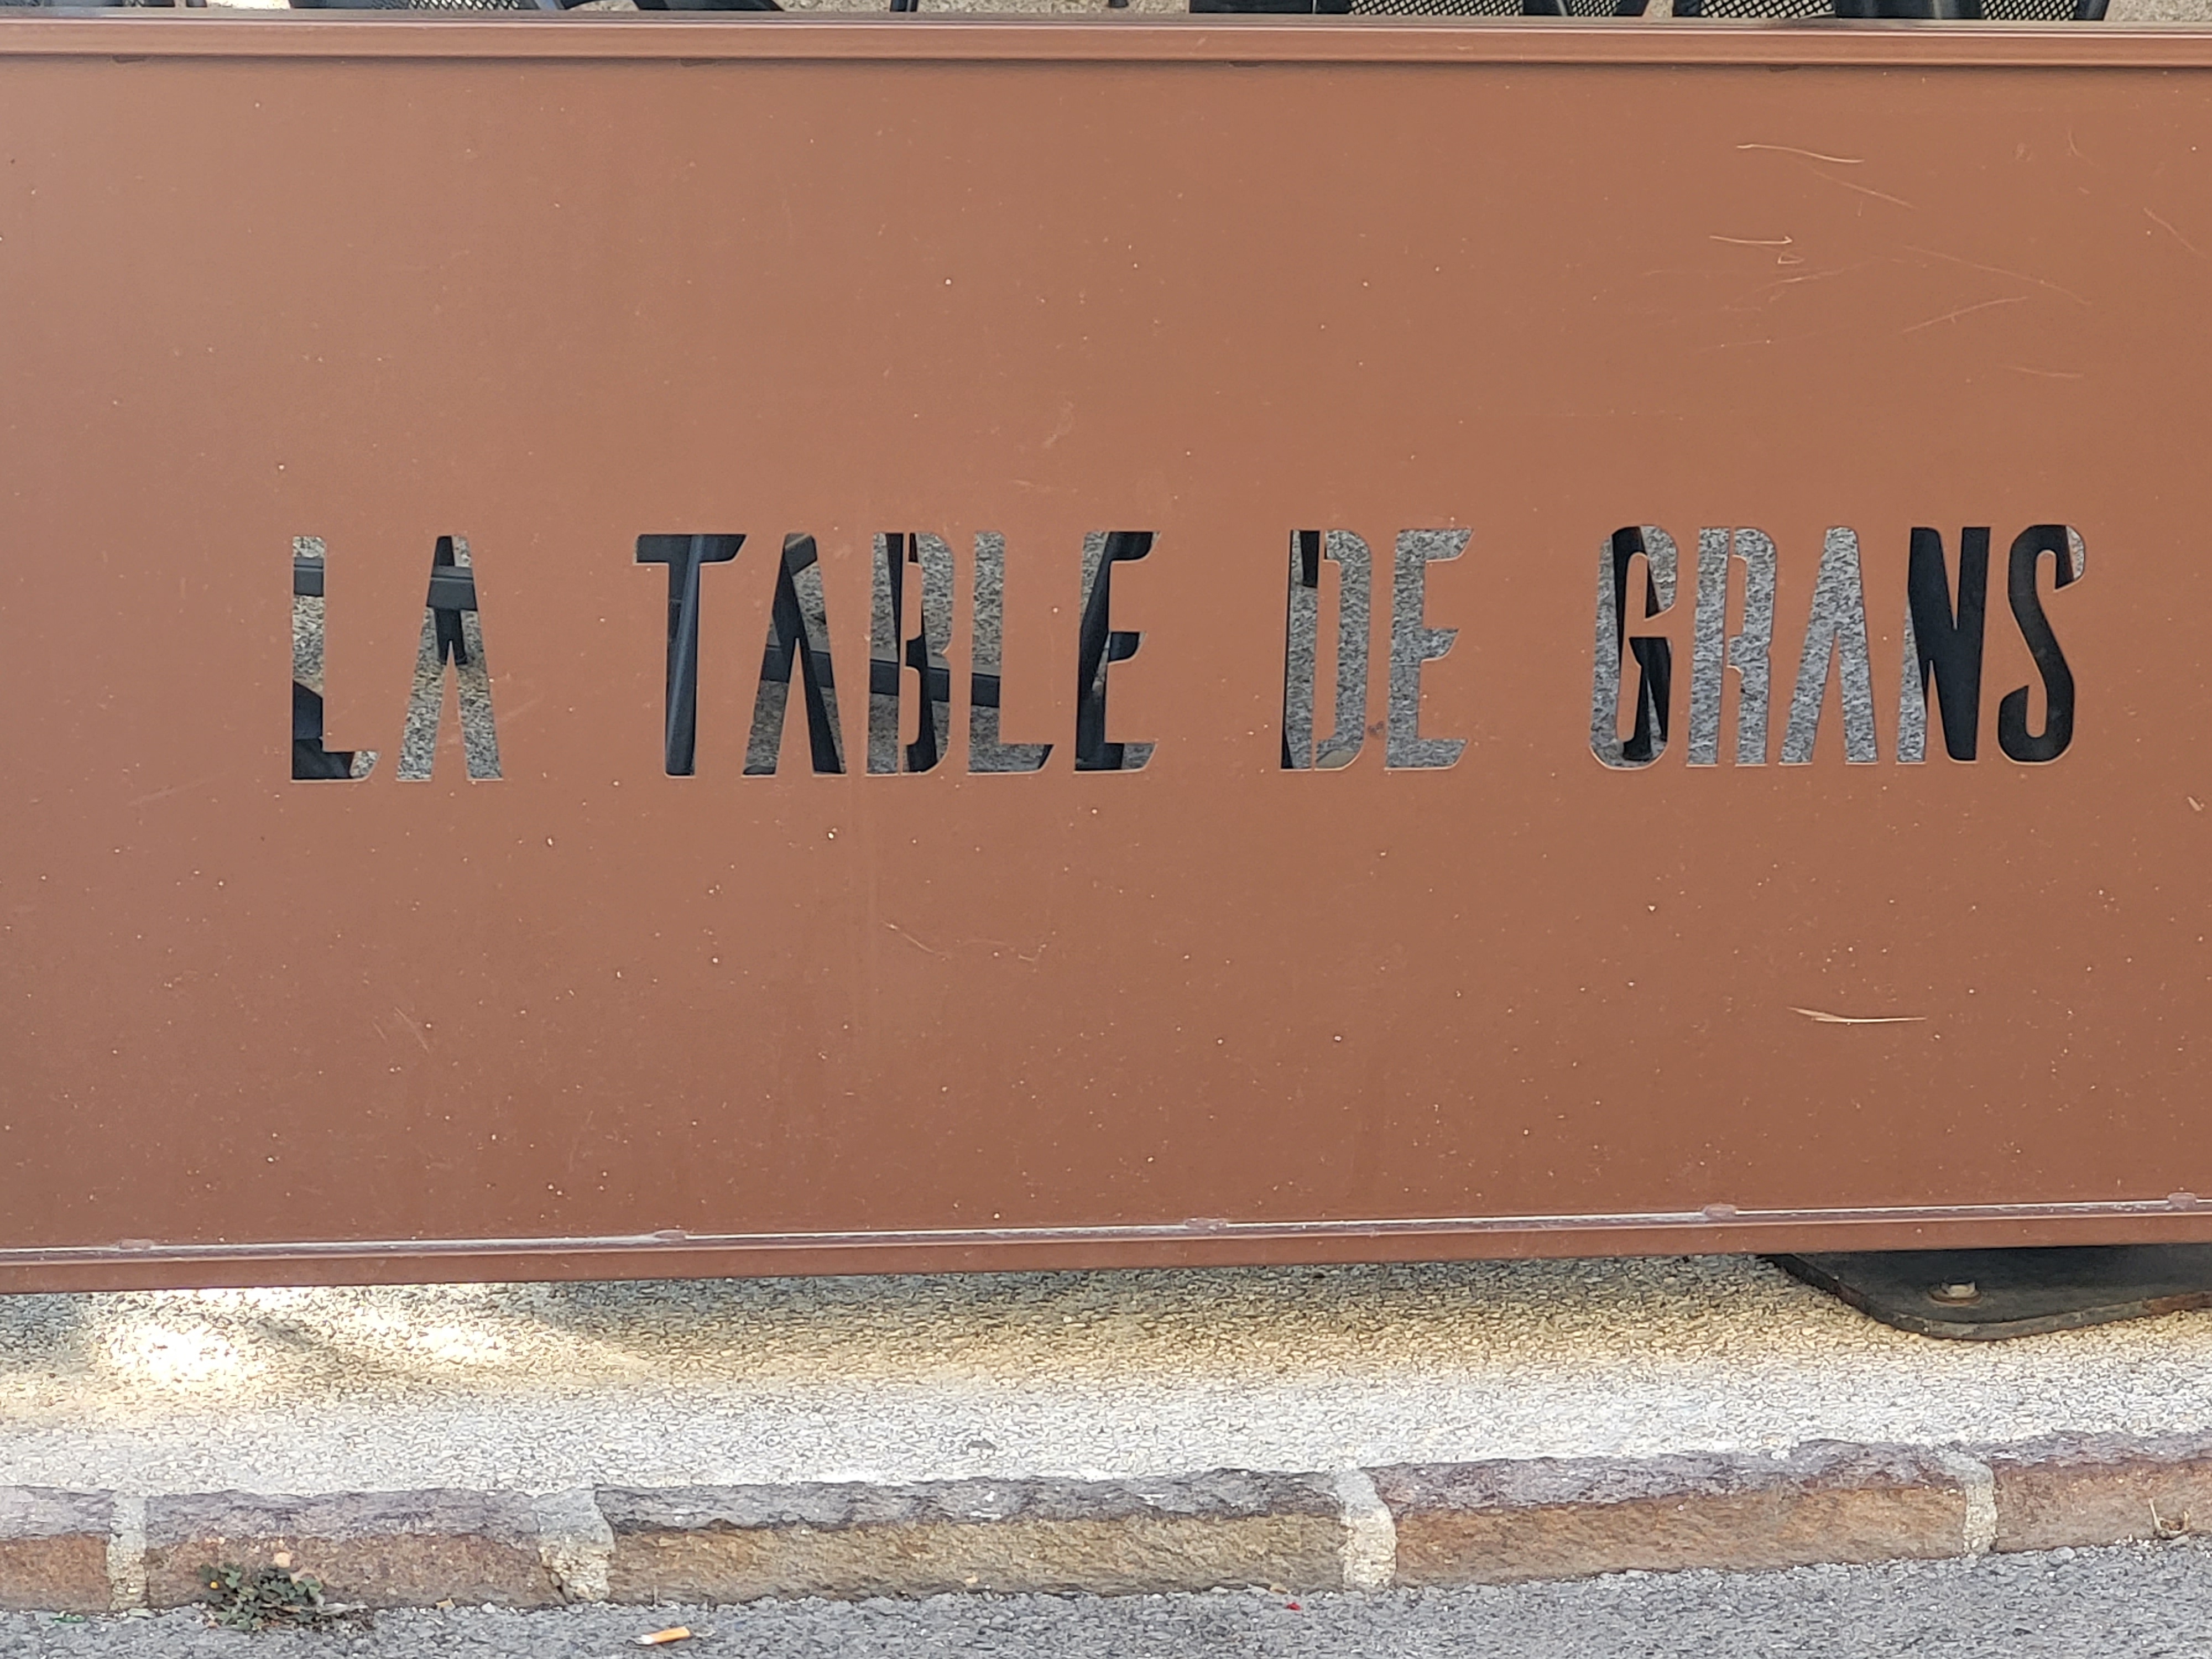 LA TABLE DE GRANS